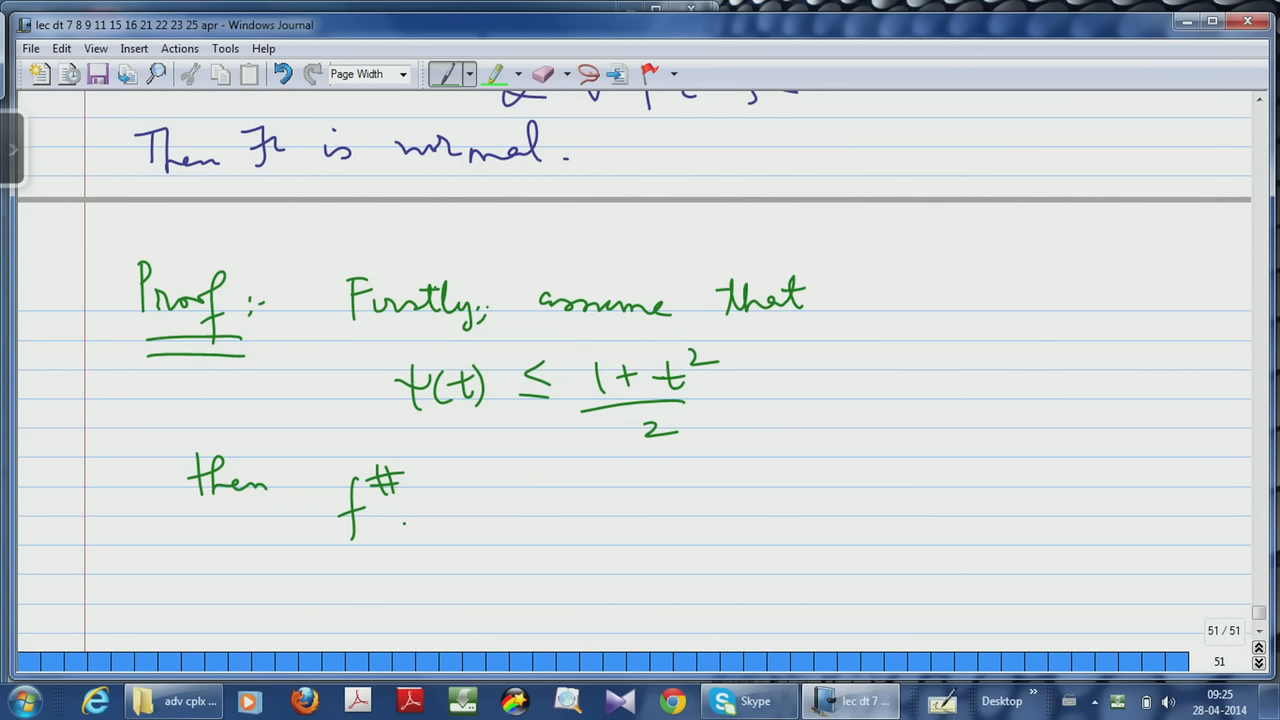 lec dt 7 8 9 11 15 16 21 22 23 25 apr - Windows Journal
File Edit View Insert Actions Tools Help
Page Width
Then ℱ is normal.
Proof :- Firstly, assume that
ψ(t) ≤ (1 + t²)/2
then f^#
51 / 51
51
adv cplx ... Skype lec dt 7 ... Desktop » 09:25
28-04-2014